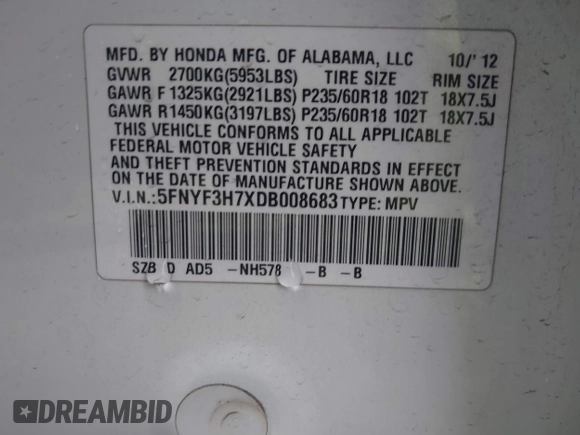 MFD. BY HONDA MFG. OF ALABAMA, LLC 10/'12
GVWR 2700KG(5953LBS) TIRE SIZE RIM SIZE
GAWR F 1325KG(2921LBS) P235/60R18 102T 18X7.5J
GAWR R1450KG(3197LBS) P235/60R18 102T 18X7.5J
THIS VEHICLE CONFORMS TO ALL APPLICABLE
FEDERAL MOTOR VEHICLE SAFETY
AND THEFT PREVENTION STANDARDS IN EFFECT
ON THE DATE OF MANUFACTURE SHOWN ABOVE.
V.I.N.:5FNYF3H7XDB008683 TYPE: MPV
AD5 -NH578 -B -B
DREAMBID